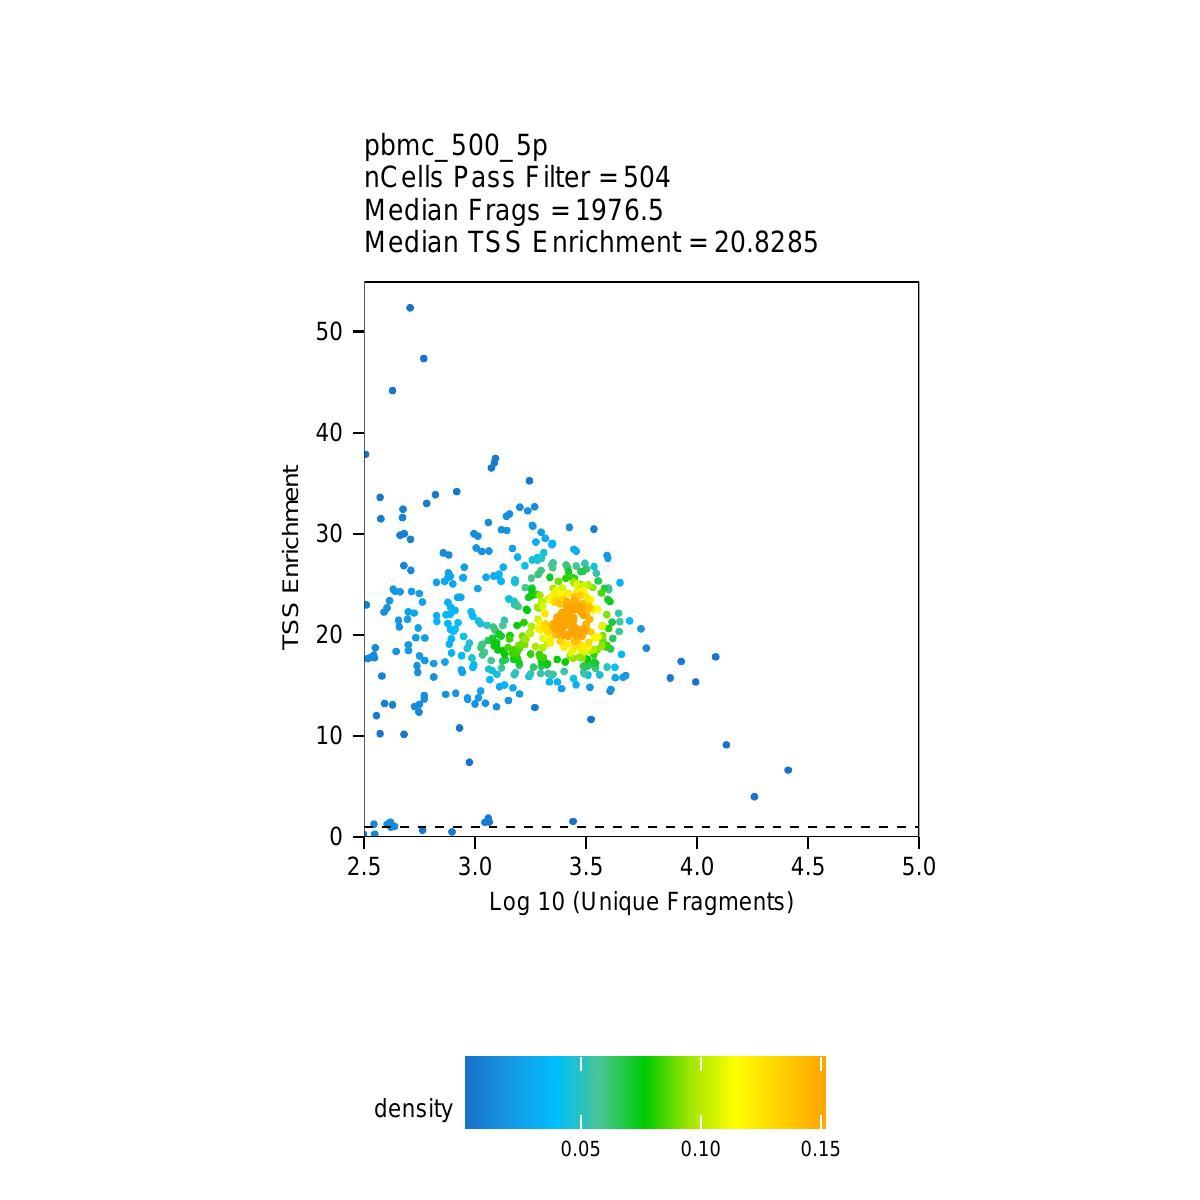 pbmc_500_5p
nCells Pass Filter = 504
Median Frags = 1976.5
Median TSS Enrichment = 20.8285
50
40
30
20
10
0
TSS Enrichment
2.5 3.0 3.5 4.0 4.5 5.0
Log 10 (Unique Fragments)
density
0.05 0.10 0.15